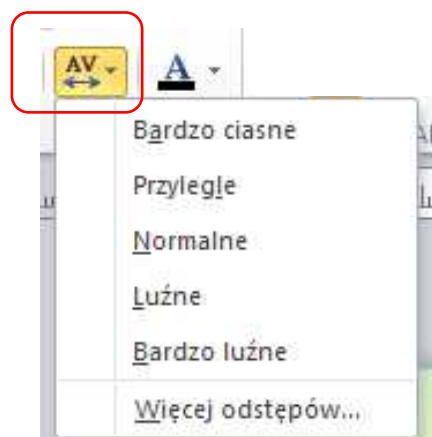 AV A
Bardzo ciasne
Przyległe
Normalne
Luźne
Bardzo luźne
Więcej odstępów...